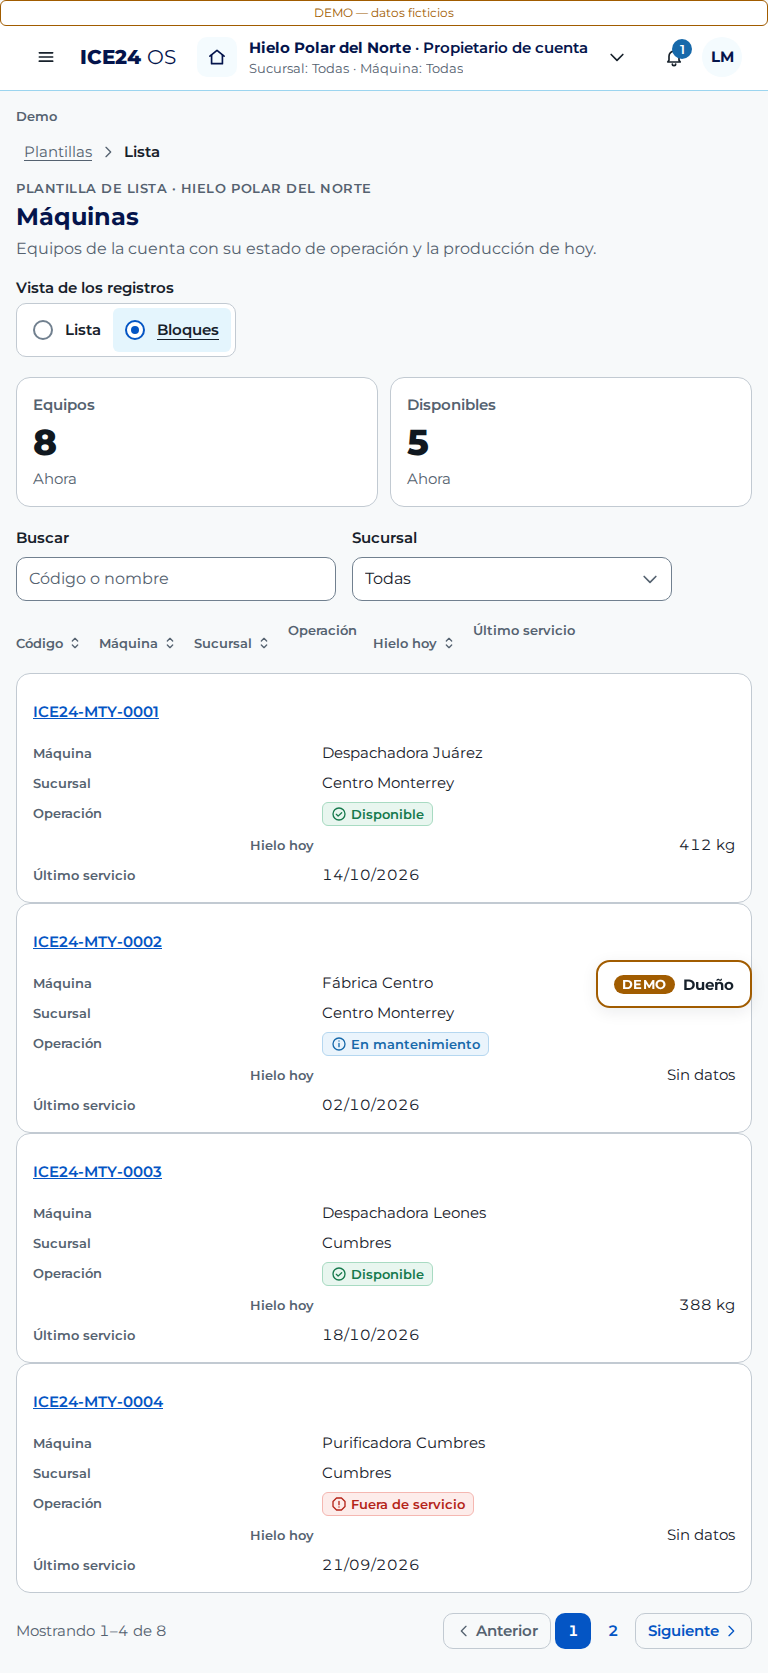 DEMO — datos ficticios
ICE24 OS
Hielo Polar del Norte · Propietario de cuenta
Sucursal: Todas · Máquina: Todas
1
LM
Demo
Plantillas > Lista
PLANTILLA DE LISTA · HIELO POLAR DEL NORTE
Máquinas
Equipos de la cuenta con su estado de operación y la producción de hoy.
Vista de los registros
Lista Bloques
Equipos
8
Ahora
Disponibles
5
Ahora
Buscar
Código o nombre
Sucursal
Todas
Código Máquina Sucursal Operación Hielo hoy Último servicio
ICE24-MTY-0001
Máquina Despachadora Juárez
Sucursal Centro Monterrey
Operación Disponible
Hielo hoy 412 kg
Último servicio 14/10/2026
ICE24-MTY-0002
Máquina Fábrica Centro
DEMO Dueño
Sucursal Centro Monterrey
Operación En mantenimiento
Hielo hoy Sin datos
Último servicio 02/10/2026
ICE24-MTY-0003
Máquina Despachadora Leones
Sucursal Cumbres
Operación Disponible
Hielo hoy 388 kg
Último servicio 18/10/2026
ICE24-MTY-0004
Máquina Purificadora Cumbres
Sucursal Cumbres
Operación Fuera de servicio
Hielo hoy Sin datos
Último servicio 21/09/2026
Mostrando 1–4 de 8
Anterior 1 2 Siguiente